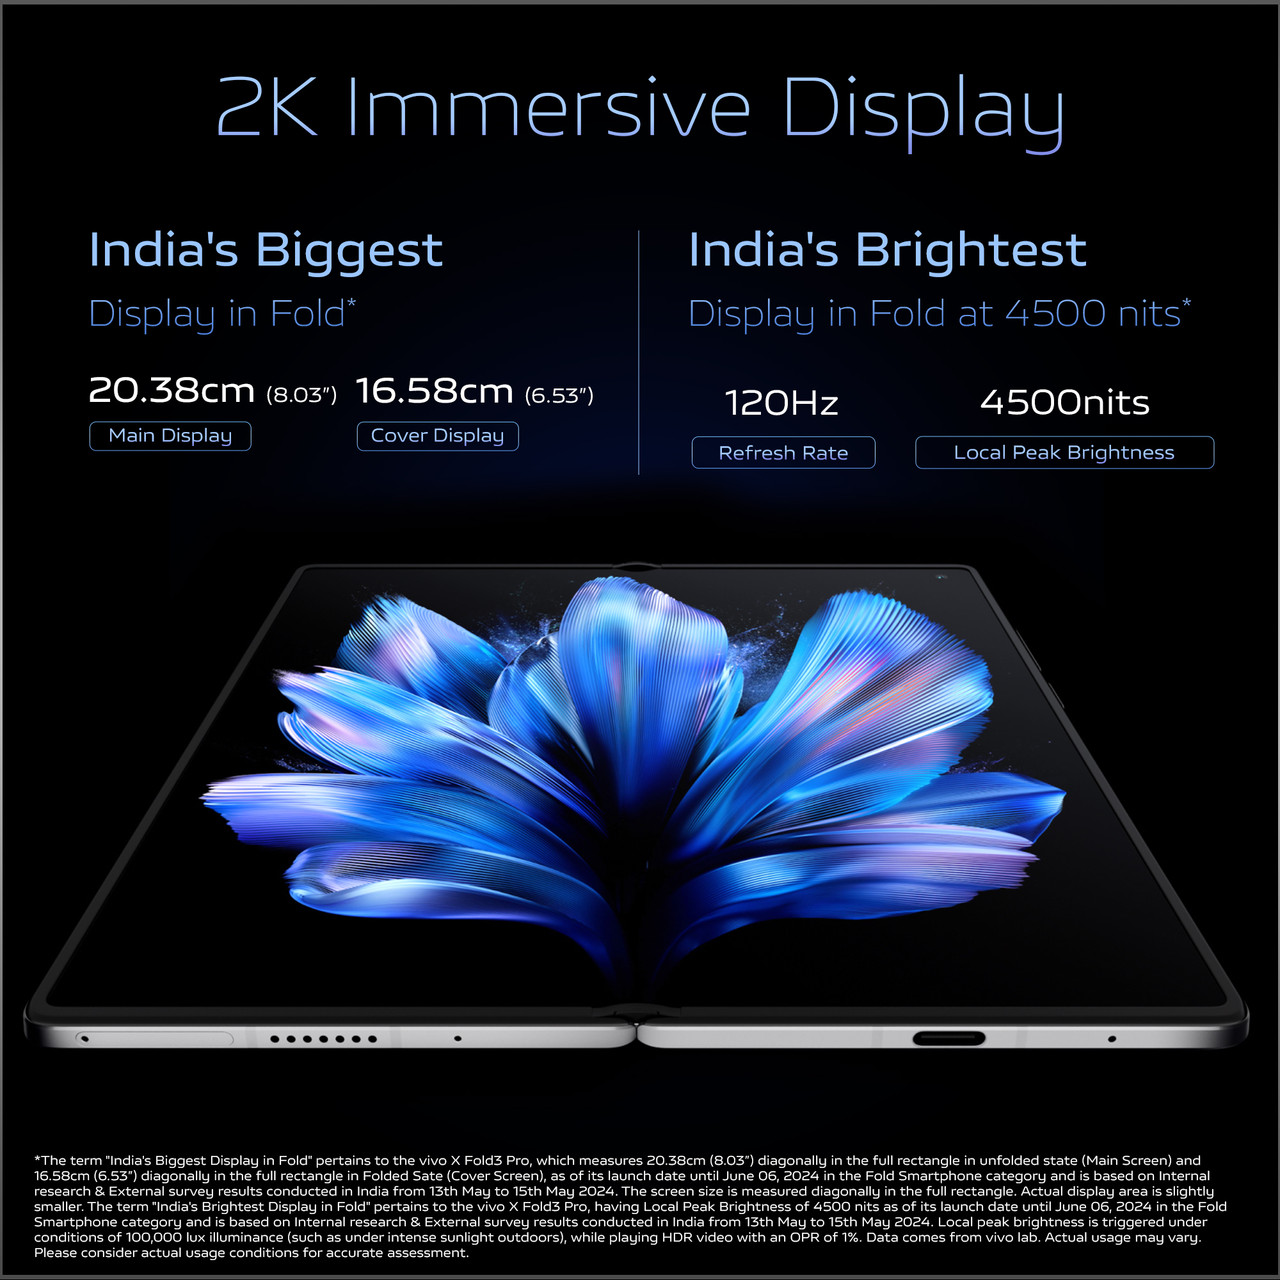 2K Immersive Display
India's Biggest
Display in Fold*
20.38cm (8.03″) 16.58cm (6.53″)
Main Display Cover Display
India's Brightest
Display in Fold at 4500 nits*
120Hz 4500nits
Refresh Rate Local Peak Brightness
*The term "India's Biggest Display in Fold" pertains to the vivo X Fold3 Pro, which measures 20.38cm (8.03″) diagonally in the full rectangle in unfolded state (Main Screen) and
16.58cm (6.53″) diagonally in the full rectangle in Folded Sate (Cover Screen), as of its launch date until June 06, 2024 in the Fold Smartphone category and is based on Internal
research & External survey results conducted in India from 13th May to 15th May 2024. The screen size is measured diagonally in the full rectangle. Actual display area is slightly
smaller. The term "India's Brightest Display in Fold" pertains to the vivo X Fold3 Pro, having Local Peak Brightness of 4500 nits as of its launch date until June 06, 2024 in the Fold
Smartphone category and is based on Internal research & External survey results conducted in India from 13th May to 15th May 2024. Local peak brightness is triggered under
conditions of 100,000 lux illuminance (such as under intense sunlight outdoors), while playing HDR video with an OPR of 1%. Data comes from vivo lab. Actual usage may vary.
Please consider actual usage conditions for accurate assessment.